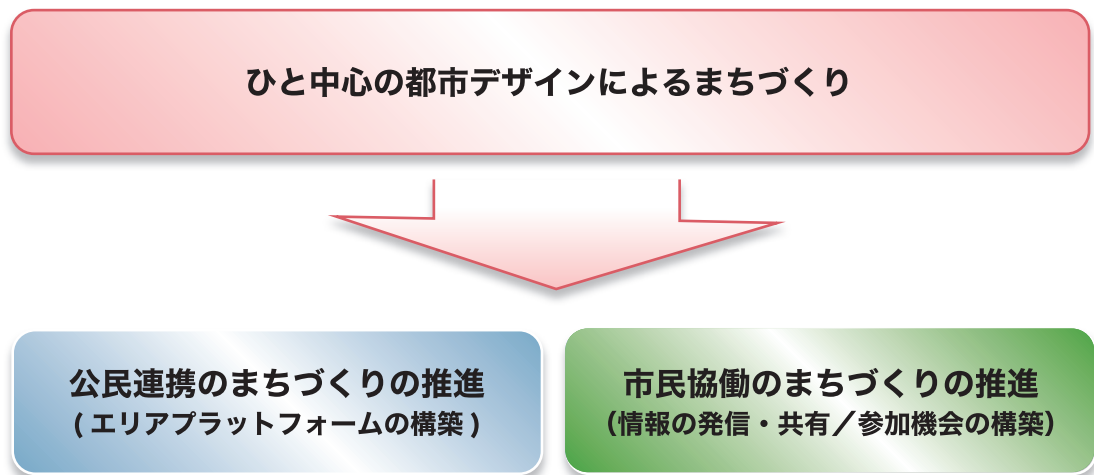 ひと中心の都市デザインによるまちづくり
公民連携のまちづくりの推進
(エリアプラットフォームの構築)
市民協働のまちづくりの推進
（情報の発信・共有／参加機会の構築）